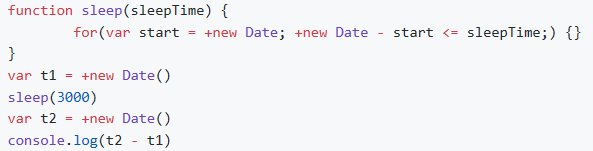 function sleep(sleepTime) {
        for(var start = +new Date; +new Date - start <= sleepTime;) {}
}
var t1 = +new Date()
sleep(3000)
var t2 = +new Date()
console.log(t2 - t1)